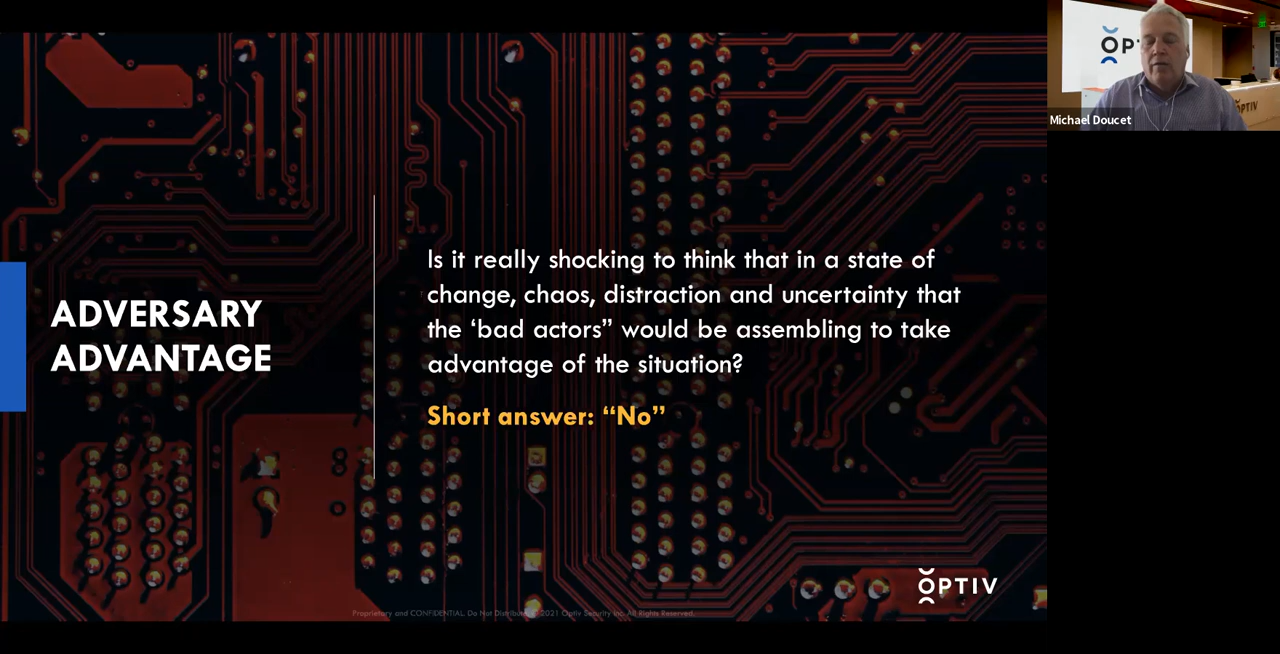 ADVERSARY
ADVANTAGE
Is it really shocking to think that in a state of
change, chaos, distraction and uncertainty that
the ‘bad actors” would be assembling to take
advantage of the situation?
Short answer: “No”
OPTIV
Proprietary and CONFIDENTIAL. Do Not Distribute. © 2021 Optiv Security Inc. All Rights Reserved.
OPT
OPTIV
Michael Doucet